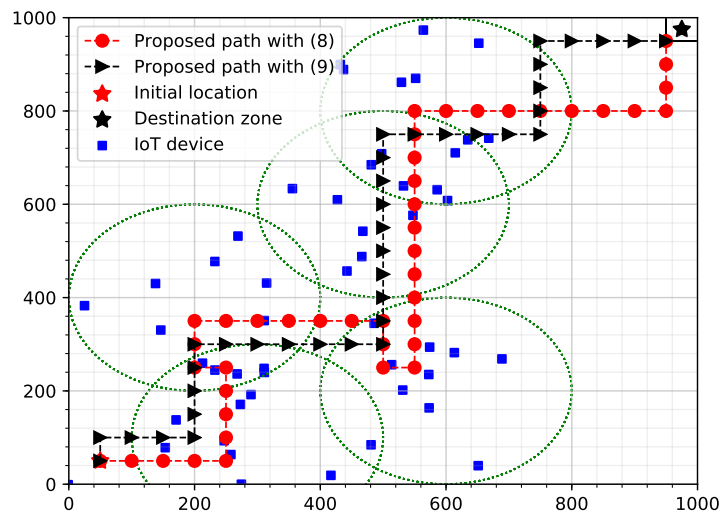 1000
800
600
400
200
0
Proposed path with (8)
Proposed path with (9)
Initial location
Destination zone
IoT device
0 200 400 600 800 1000